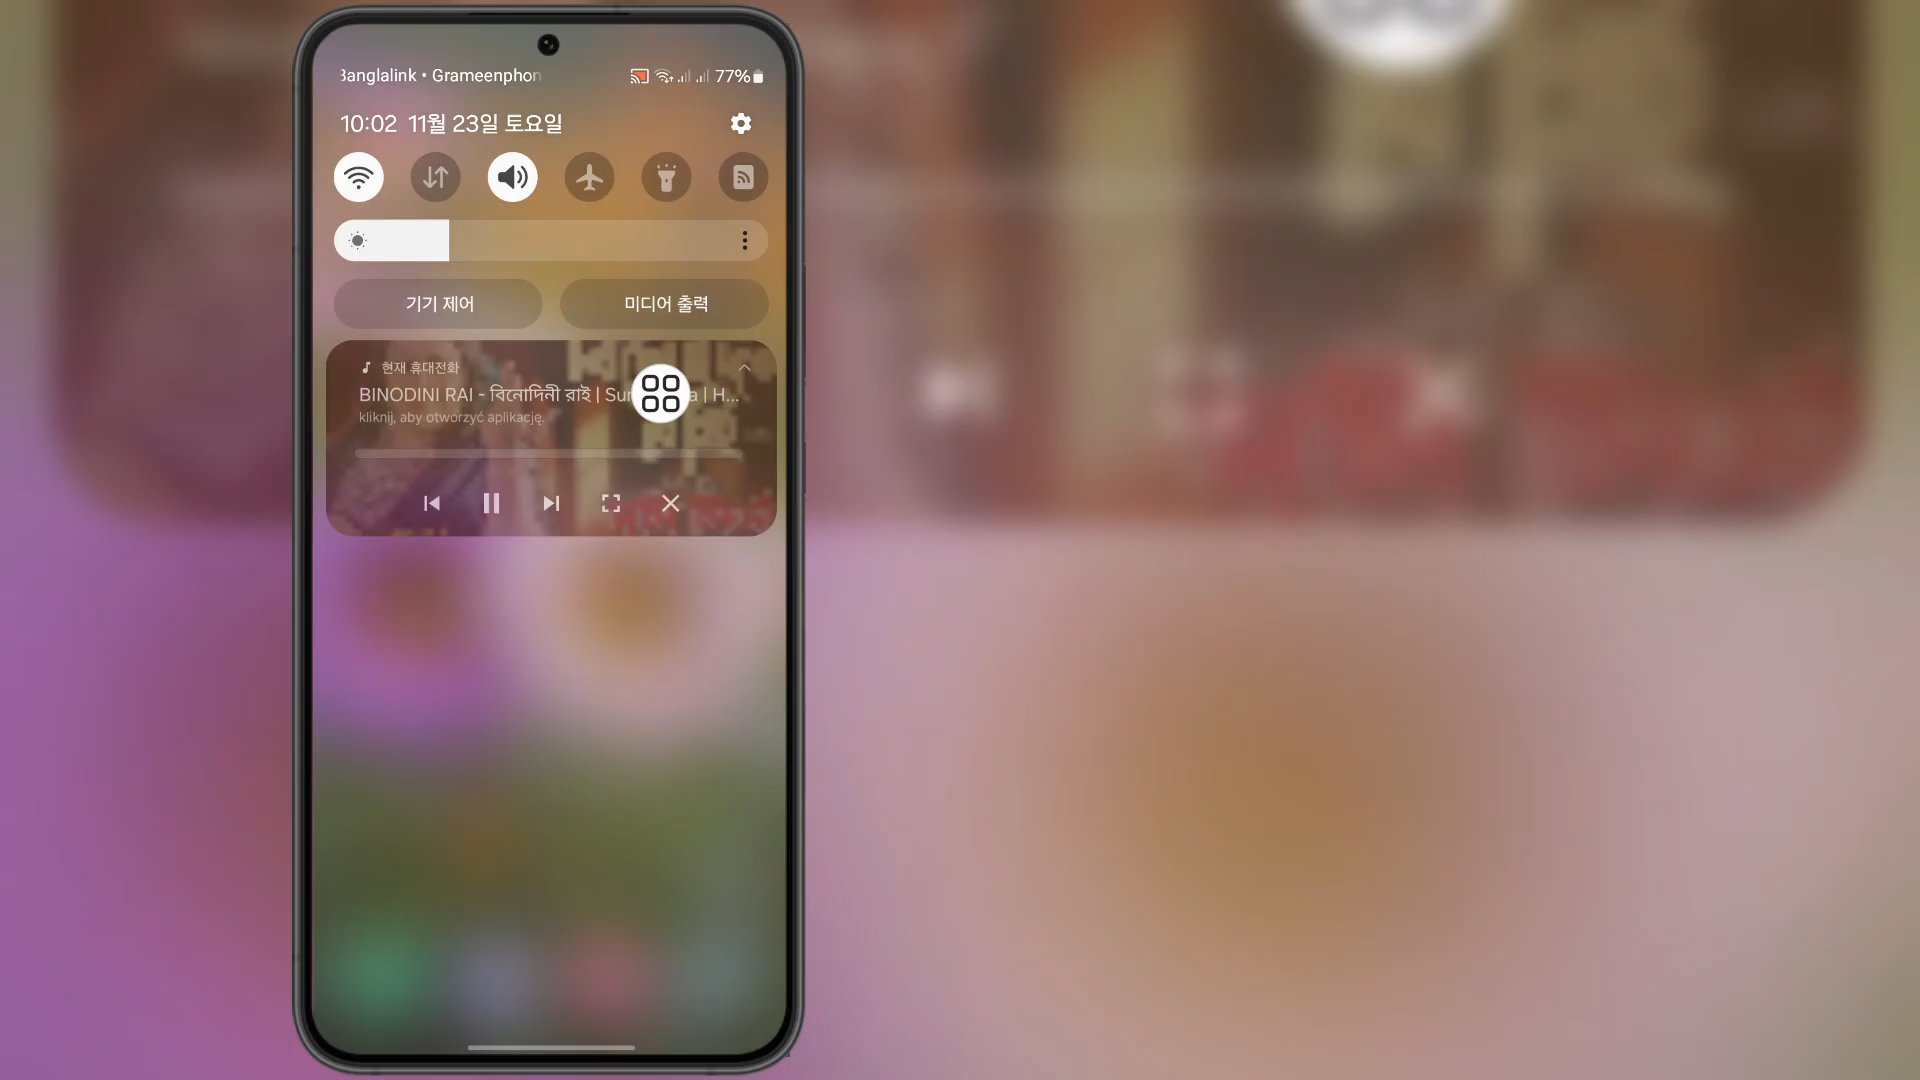 Banglalink • Grameenphon
77%
10:02 11월 23일 토요일
기기 제어
미디어 출력
현재 휴대전화
BINODINI RAI - বিনোদিনী রাই | Sur a | H...
kliknij, aby otworzyć aplikację.